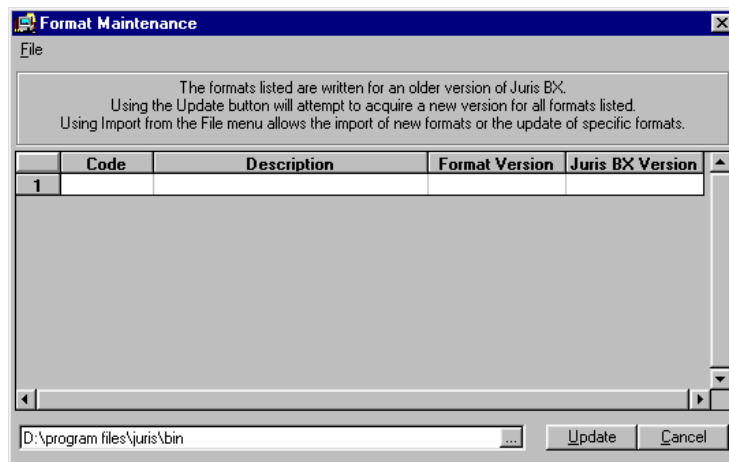 Format Maintenance
File
The formats listed are written for an older version of Juris BX.
Using the Update button will attempt to acquire a new version for all formats listed.
Using Import from the File menu allows the import of new formats or the update of specific formats.
Code Description Format Version Juris BX Version
1
D:\program files\juris\bin ... Update Cancel